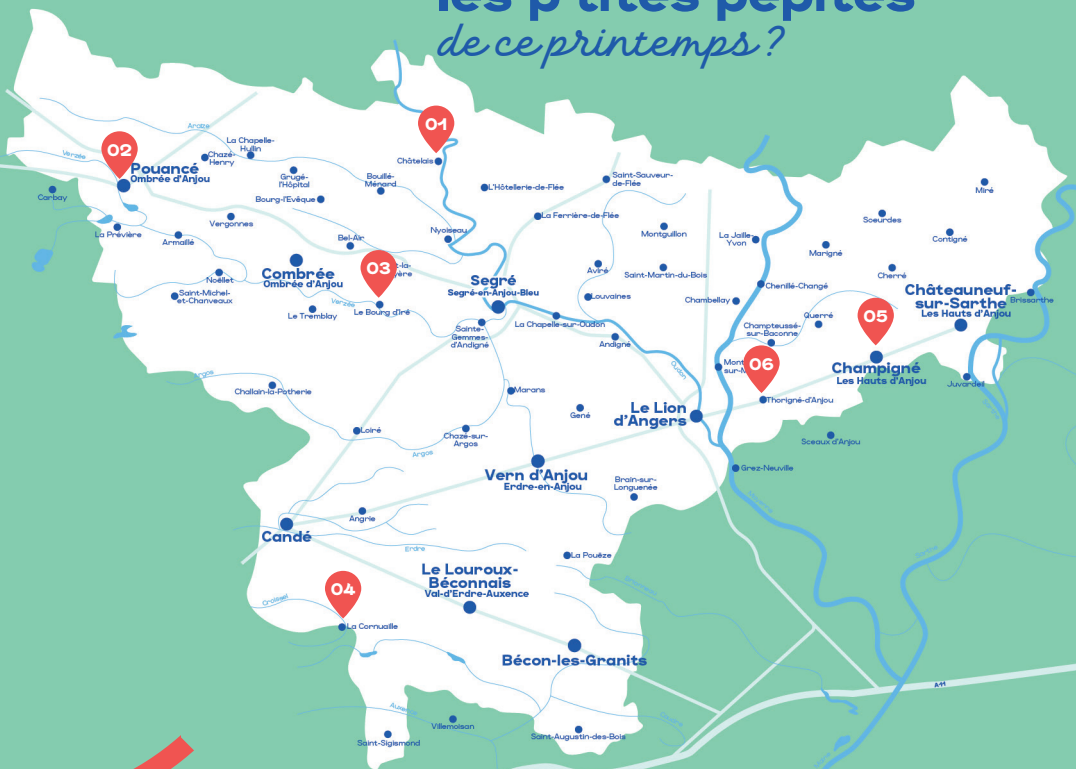 les p'tites pépites
de ce printemps ?
01
02
Araize
Verzée
Pouancé
Ombrée d'Anjou
Chazé-
Henry
La Chapelle-
Hullin
Grugé-
l'Hôpital
Bourg-l'Evêque
Bouillé-
Ménard
Châtelais
L'Hôtellerie-de-Flée
Saint-Sauveur-
de-Flée
Miré
Carbay
La Prévière
Armaillé
Vergonnes
Bel-Air
Nyoiseau
La Ferrière-de-Flée
Montguillon
La Jaille-
Yvon
Soeurdes
Marigné
Contigné
Noëllet
Saint-Michel-
et-Chanveaux
Combrée
Ombrée d'Anjou
03
Verzée
Le Tremblay
Le Bourg d'Iré
Segré
Segré-en-Anjou-Bleu
Aviré
Saint-Martin-du-Bois
Louvaines
Chambellay
Chenillé-Changé
Cherré
Querré
Châteauneuf-
sur-Sarthe
Les Hauts d'Anjou
Brissarthe
Sainte-
Gemmes-
d'Andigné
La Chapelle-sur-Oudon
Andigné
Oudon
Champteussé-
sur-Baconne
05
06
Champigné
Les Hauts d'Anjou
Juvardeil
Argos
Challain-la-Potherie
Marans
Gené
Le Lion
d'Angers
Thorigné-d'Anjou
Sceaux d'Anjou
Loiré
Chazé-sur-
Argos
Argos
Vern d'Anjou
Erdre-en-Anjou
Brain-sur-
Longuenée
Grez-Neuville
Angrie
Candé
Erdre
La Pouëze
Le Louroux-
Béconnais
Val-d'Erdre-Auxence
04
La Cornuaille
Bécon-les-Granits
A11
Auxence
Villemoisan
Saint-Sigismond
Saint-Augustin-des-Bois